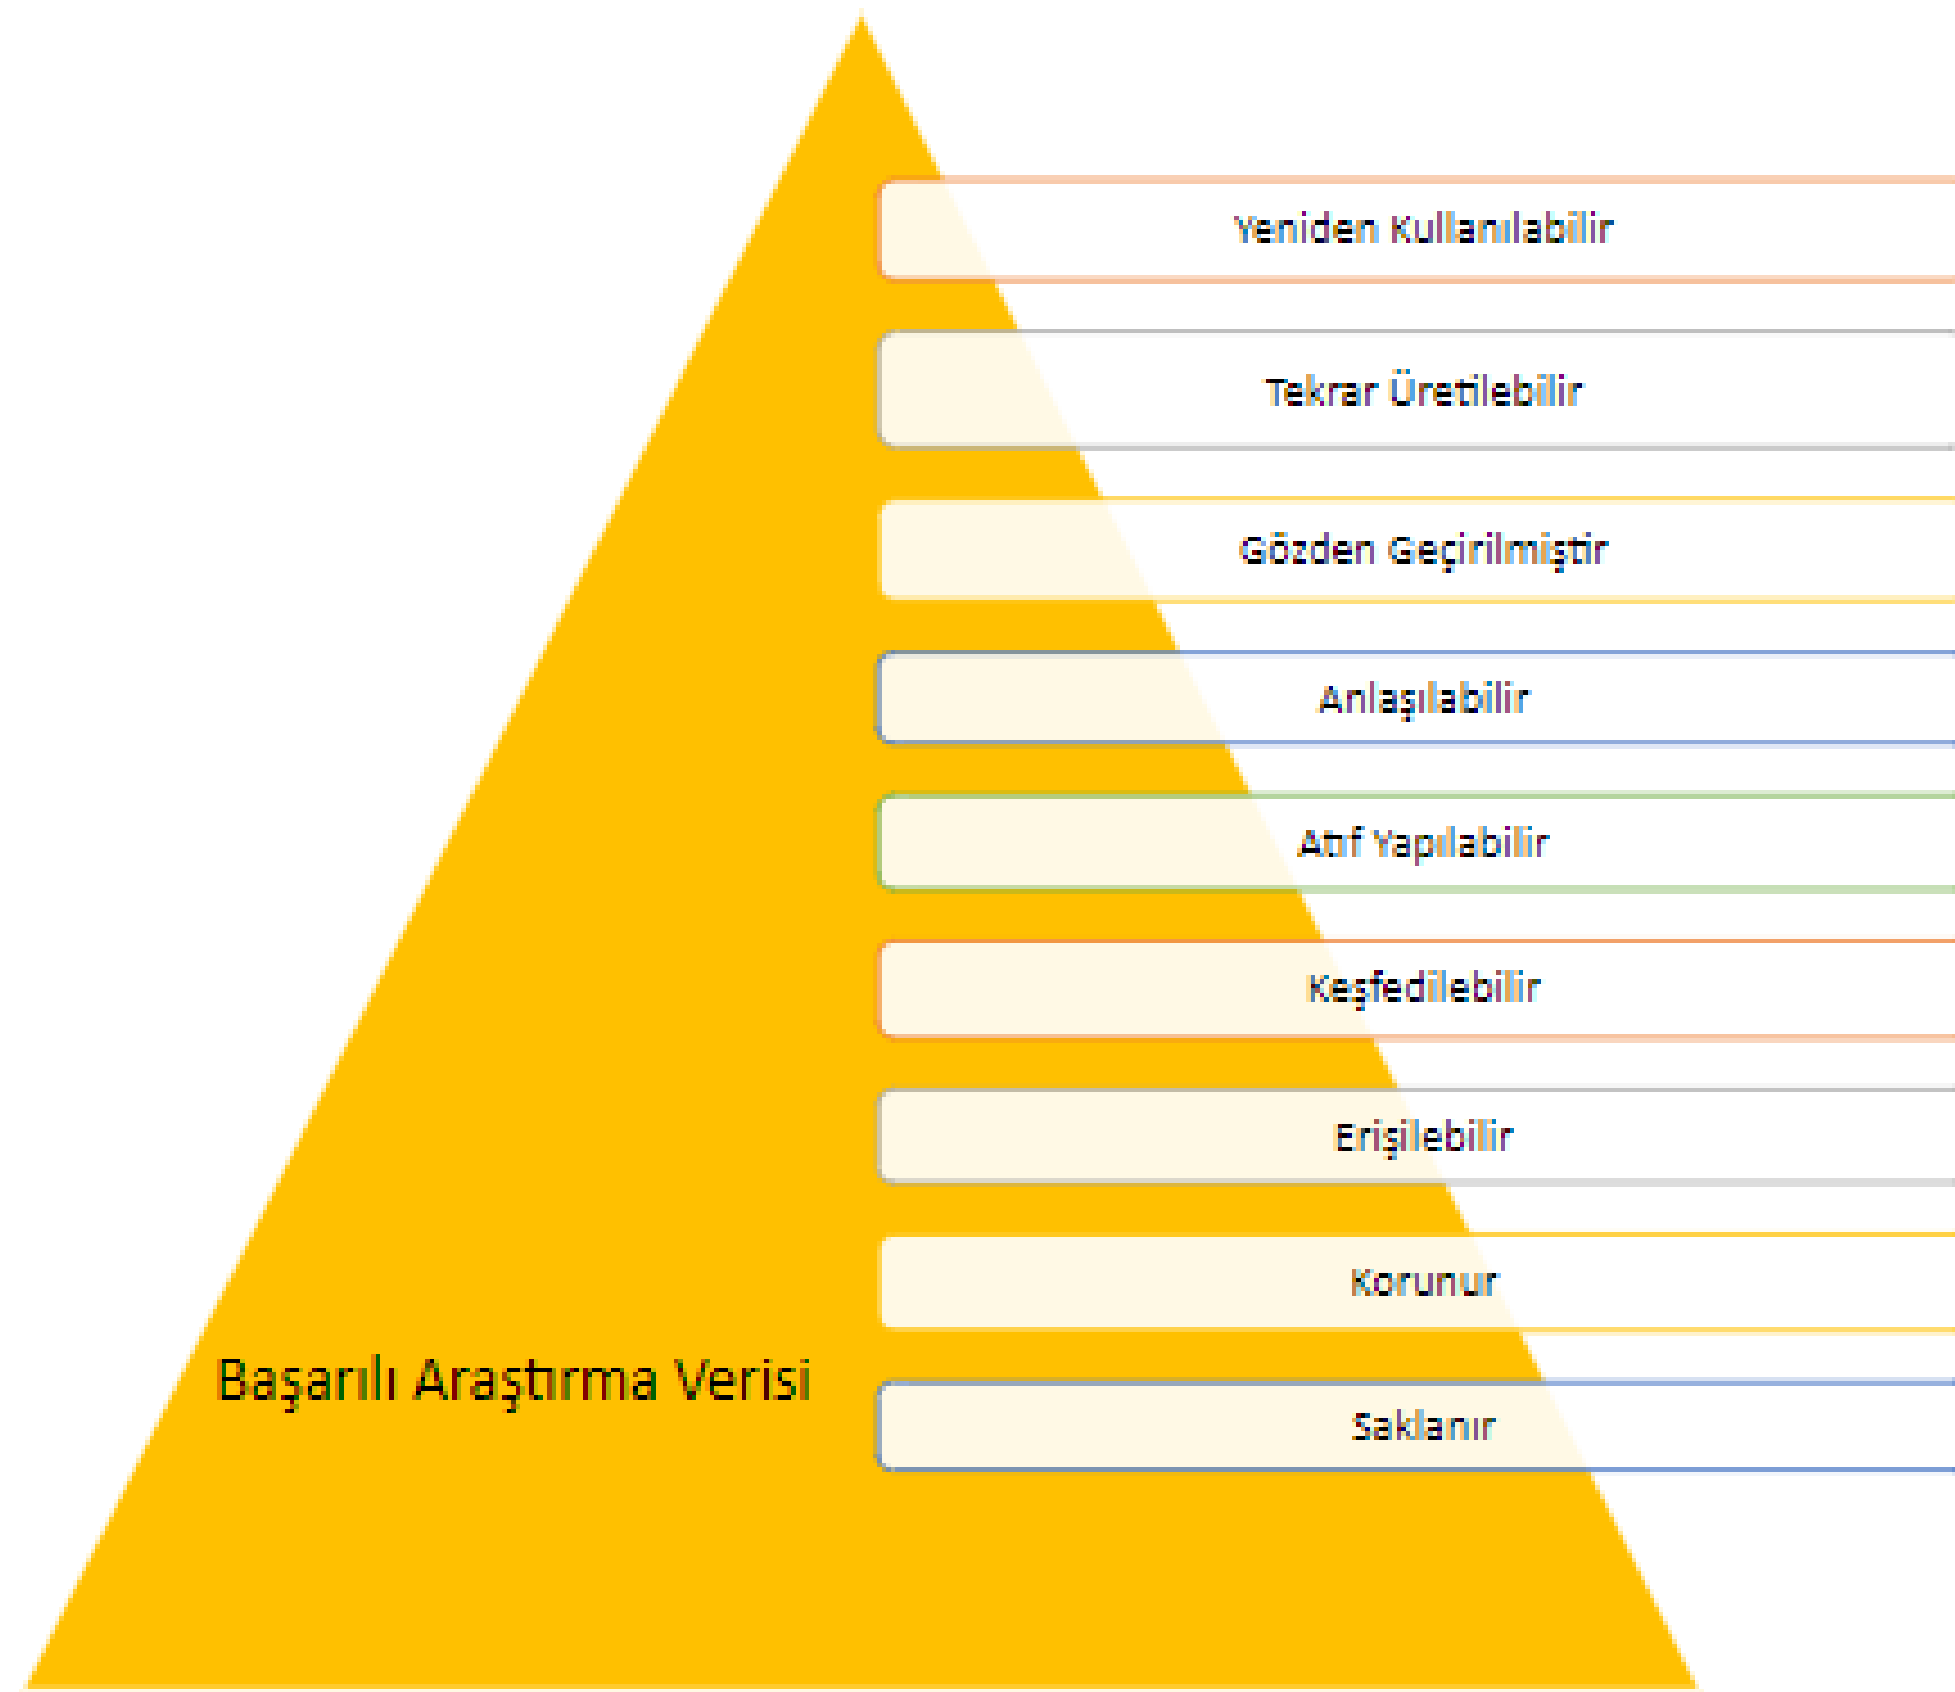 Yeniden Kullanılabilir
Tekrar Üretilebilir
Gözden Geçirilmiştir
Anlaşılabilir
Atıf Yapılabilir
Keşfedilebilir
Erişilebilir
Korunur
Başarılı Araştırma Verisi
Saklanır